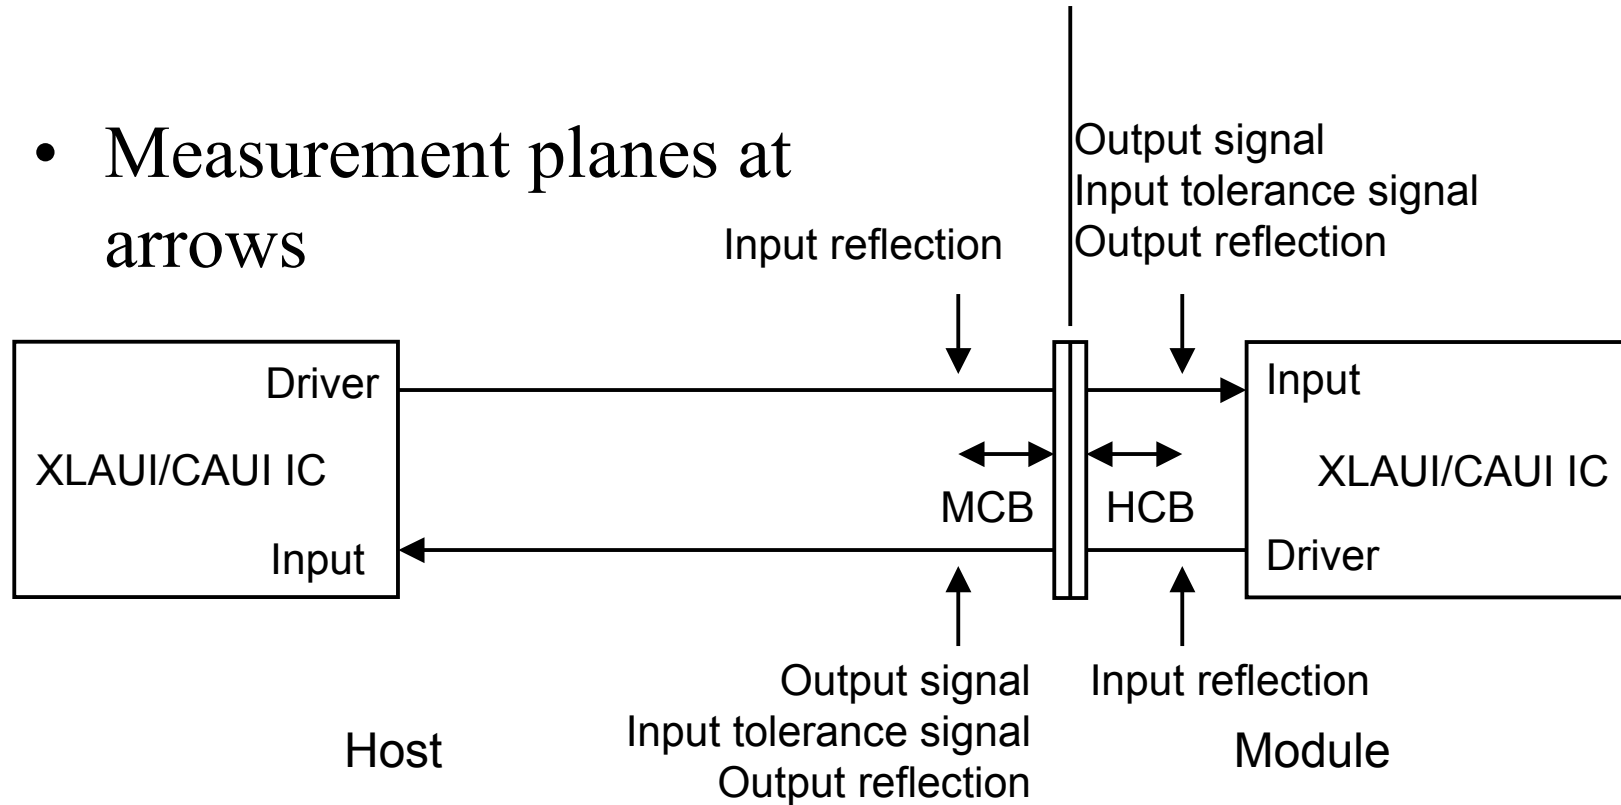 • Measurement planes at
arrows
Input reflection
Output signal
Input tolerance signal
Output reflection
Driver
XLAUI/CAUI IC
Input
MCB
HCB
Input
XLAUI/CAUI IC
Driver
Output signal
Input tolerance signal
Output reflection
Input reflection
Host
Module